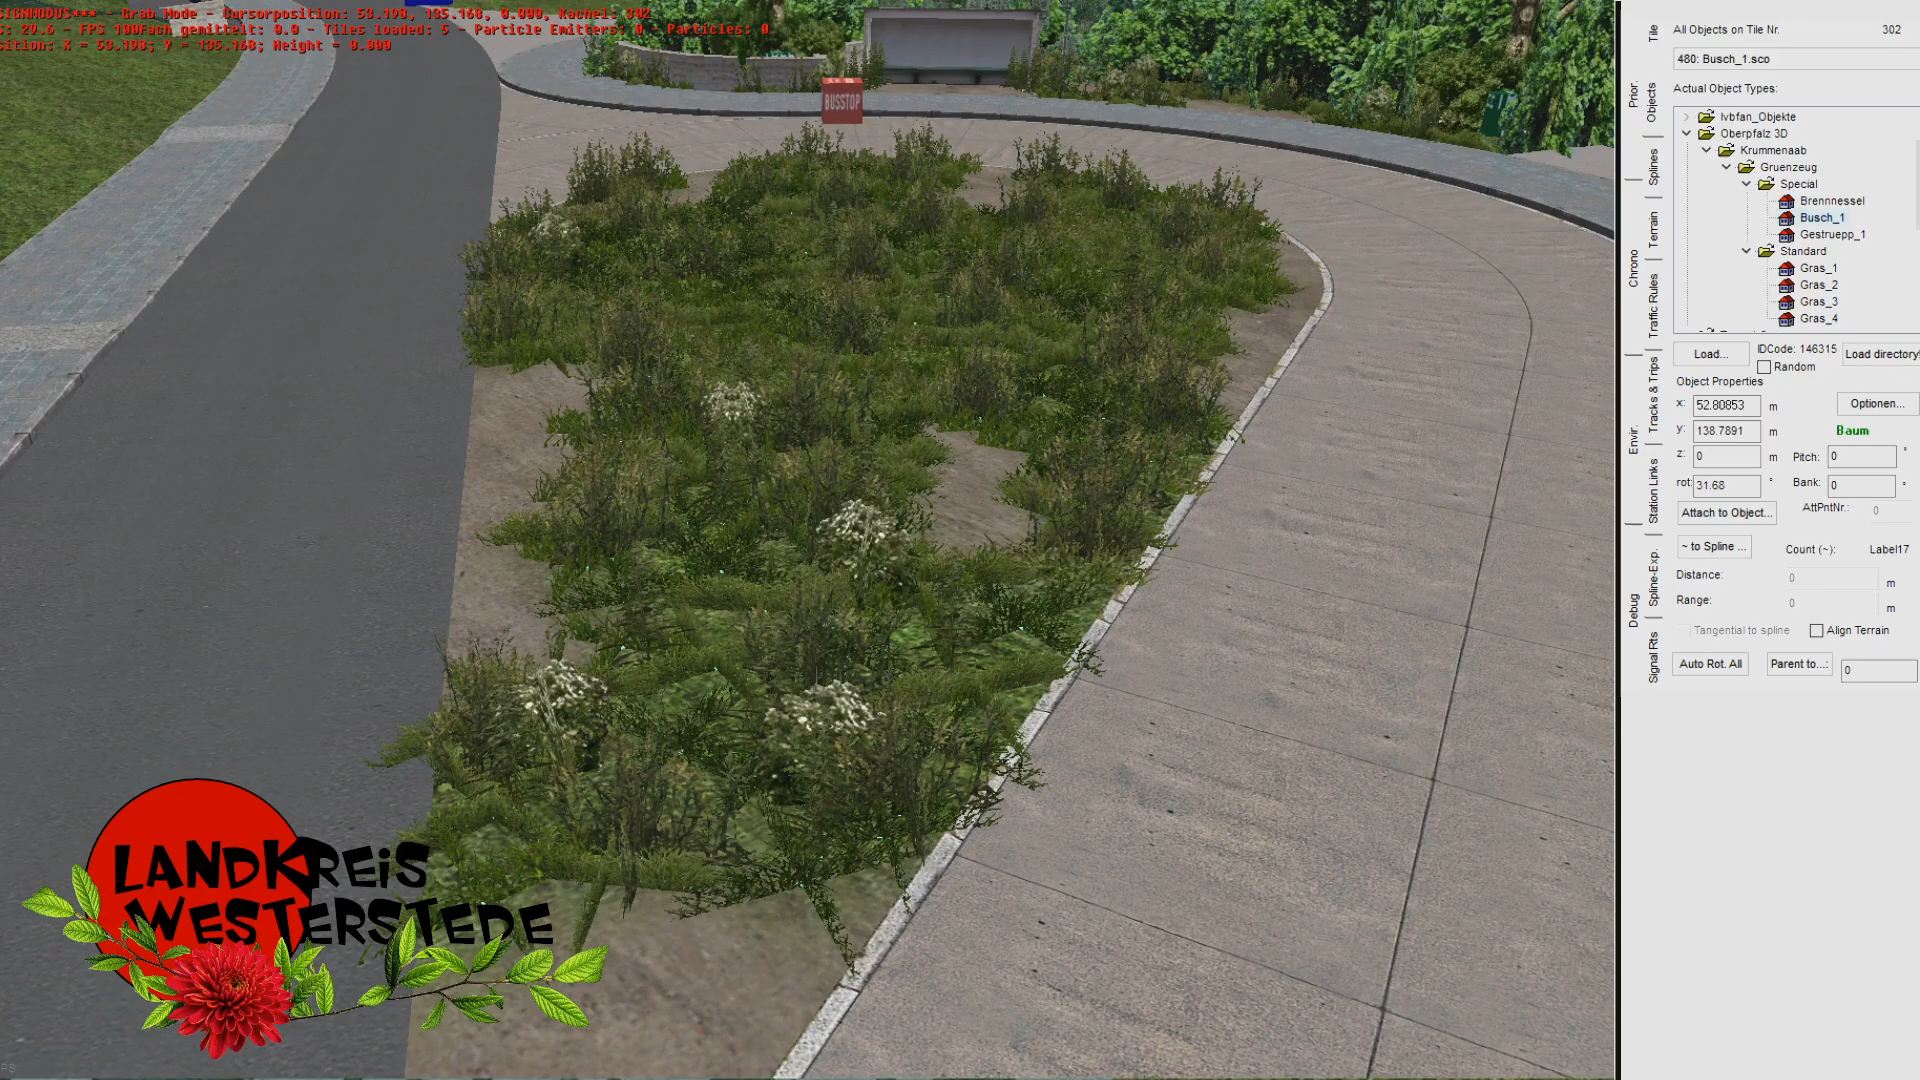 SIGNMODUS*** - Grab Mode - Cursorposition: 53.198, 135.168, 0.000, Kachel: 302
S: 29.6 - FPS 100Fach gemittelt: 0.0 - Tiles loaded: 5 - Particle Emitters: 0 - Particles: 0
sition: X = 53.198; Y = 135.168; Height = 0.000
BUSSTOP
LANDKREIS
WESTERSTEDE
PS
Tile
Prior.
Objects
Splines
Terrain
Chrono
Traffic Rules
Tracks & Trips
Envir.
Station Links
Spline-Exp.
Debug
Signal Rts
All Objects on Tile Nr. 302
480: Busch_1.sco
Actual Object Types:
lvbfan_Objekte
Oberpfalz 3D
Krummenaab
Gruenzeug
Special
Brennnessel
Busch_1
Gestruepp_1
Standard
Gras_1
Gras_2
Gras_3
Gras_4
Load... IDCode: 146315 Load directory!
Random
Object Properties
x: 52.80853 m Optionen...
y: 138.7891 m Baum
z: 0 m Pitch: 0 °
rot: 31.68 ° Bank: 0 °
Attach to Object... AttPntNr.: 0
~ to Spline ... Count (~): Label17
Distance: 0 m
Range: 0 m
Tangential to spline Align Terrain
Auto Rot. All Parent to...: 0